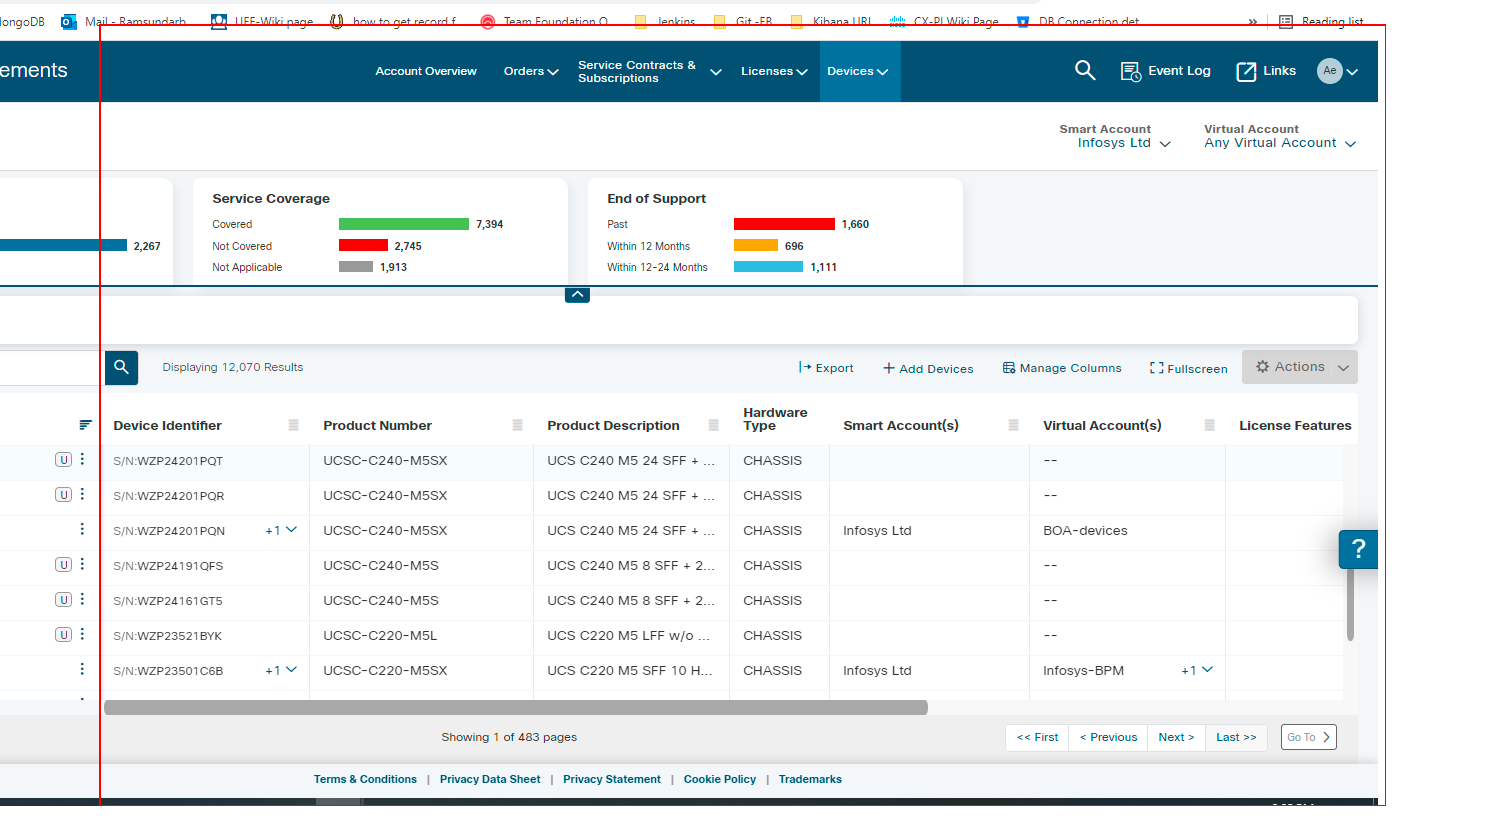 longoDB Mail - Ramsundarb UFF-Wiki page how to get record f Team Foundation O Jenkins Git -FB Kibana URL CX-PI Wiki Page DB Connection det » Reading list
ements Account Overview Orders Service Contracts & Subscriptions Licenses Devices Event Log Links Ae
Smart Account Virtual Account
Infosys Ltd Any Virtual Account
Service Coverage End of Support
Covered 7,394 Past 1,660
2,267 Not Covered 2,745 Within 12 Months 696
Not Applicable 1,913 Within 12-24 Months 1,111
Displaying 12,070 Results Export Add Devices Manage Columns Fullscreen Actions
Device Identifier Product Number Product Description Hardware Type Smart Account(s) Virtual Account(s) License Features
U S/N:WZP24201PQT UCSC-C240-M5SX UCS C240 M5 24 SFF + ... CHASSIS --
U S/N:WZP24201PQR UCSC-C240-M5SX UCS C240 M5 24 SFF + ... CHASSIS --
S/N:WZP24201PQN +1 UCSC-C240-M5SX UCS C240 M5 24 SFF + ... CHASSIS Infosys Ltd BOA-devices
U S/N:WZP24191QFS UCSC-C240-M5S UCS C240 M5 8 SFF + 2... CHASSIS --
U S/N:WZP24161GT5 UCSC-C240-M5S UCS C240 M5 8 SFF + 2... CHASSIS --
U S/N:WZP23521BYK UCSC-C220-M5L UCS C220 M5 LFF w/o ... CHASSIS --
S/N:WZP23501C6B +1 UCSC-C220-M5SX UCS C220 M5 SFF 10 H... CHASSIS Infosys Ltd Infosys-BPM +1
?
Showing 1 of 483 pages << First < Previous Next > Last >> Go To
Terms & Conditions | Privacy Data Sheet | Privacy Statement | Cookie Policy | Trademarks